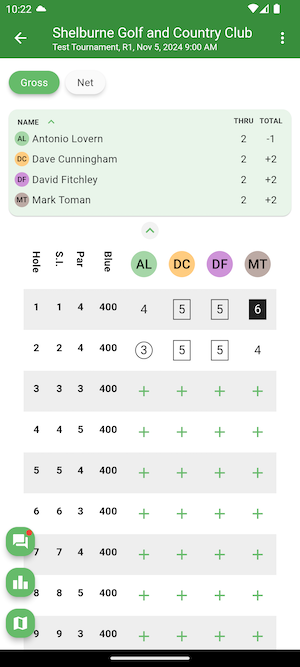 10:22
Shelburne Golf and Country Club
Test Tournament, R1, Nov 5, 2024 9:00 AM
Gross Net
NAME THRU TOTAL
AL Antonio Lovern 2 -1
DC Dave Cunningham 2 +2
DF David Fitchley 2 +2
MT Mark Toman 2 +2
Hole S.I. Par Blue AL DC DF MT
1 1 4 400 4 5 5 6
2 2 4 400 3 5 5 4
3 3 3 400 + + + +
4 4 5 400 + + + +
5 5 4 400 + + + +
6 6 3 400 + + + +
7 7 4 400 + + + +
8 8 5 400 + + + +
9 9 3 400 + + + +